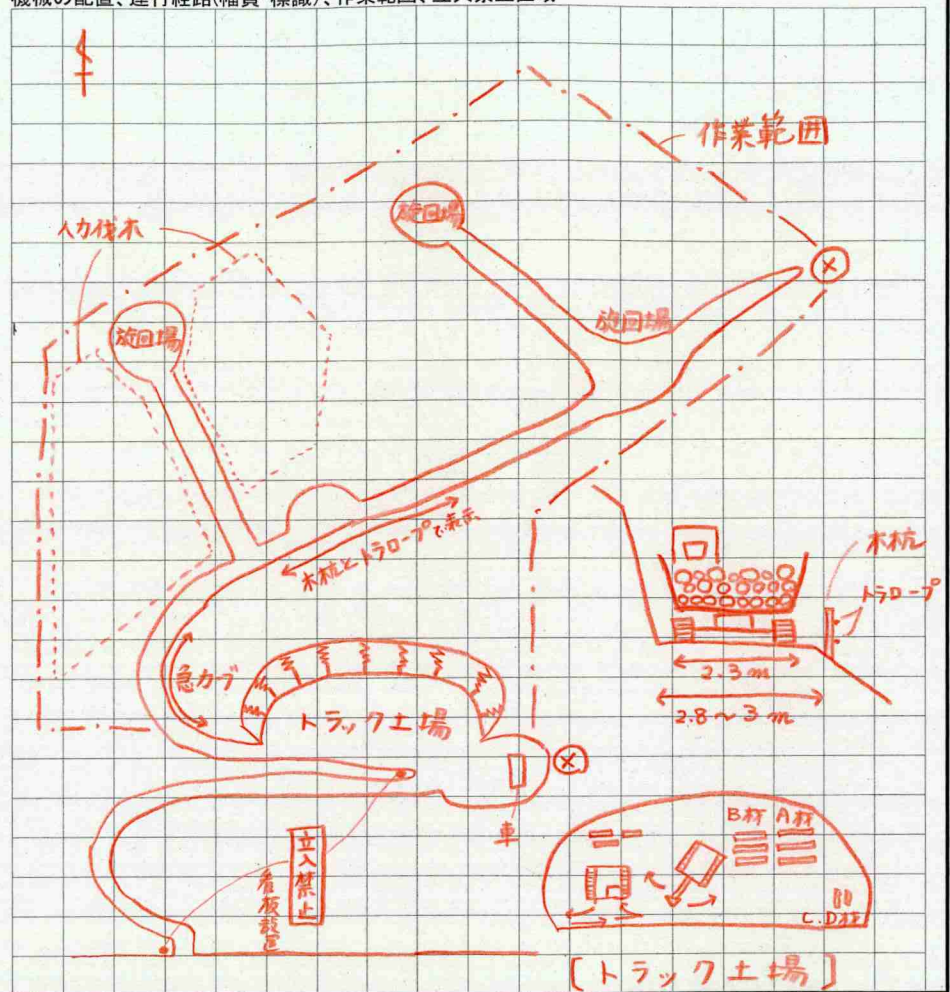 機械の配置、運行経路(幅員・標識)、作業範囲、立入禁止区域
作業範囲
人力伐木
旋回場
旋回場
旋回場
木杭とトラロープで表示
木杭
トラロープ
2.3m
2.8~3m
急カーブ
トラック土場
車
立入禁止
看板設置
B材 A材
C.D材
[トラック土場]